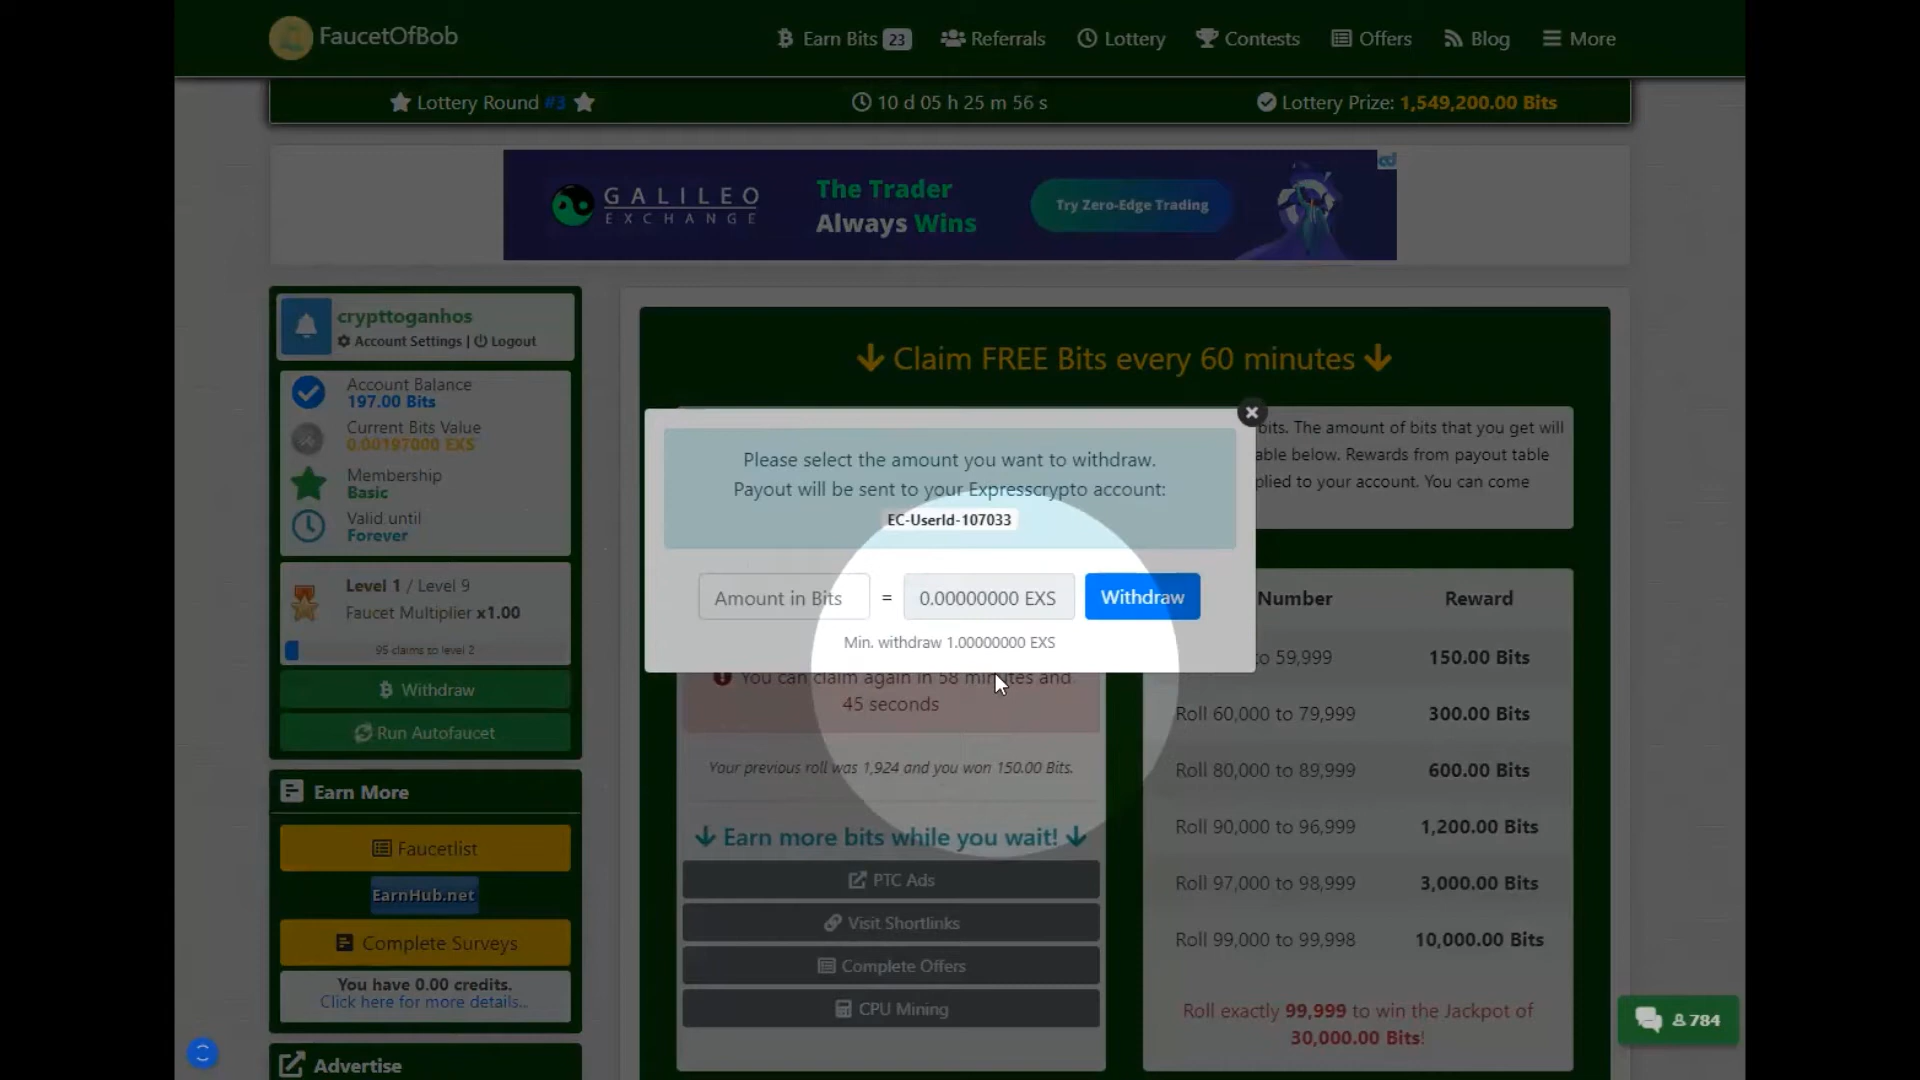 FaucetOfBob
Earn Bits 23
Referrals
Lottery
Contests
Offers
Blog
More
Lottery Round #3
10 d 05 h 25 m 56 s
Lottery Prize: 1,549,200.00 Bits
GALILEO
EXCHANGE
The Trader
Always Wins
Try Zero-Edge Trading
ad
crypttoganhos
Account Settings | Logout
Account Balance
197.00 Bits
Current Bits Value
0.00197000 EXS
Membership
Basic
Valid until
Forever
Level 1 / Level 9
Faucet Multiplier x1.00
95 claims to level 2
Withdraw
Run Autofaucet
Earn More
Faucetlist
EarnHub.net
Complete Surveys
You have 0.00 credits.
Click here for more details...
Advertise
Claim FREE Bits every 60 minutes
bits. The amount of bits that you get will
able below. Rewards from payout table
plied to your account. You can come
Please select the amount you want to withdraw.
Payout will be sent to your Expresscrypto account:
EC-UserId-107033
Amount in Bits = 0.00000000 EXS Withdraw
Min. withdraw 1.00000000 EXS
You can claim again in 58 minutes and
45 seconds
Your previous roll was 1,924 and you won 150.00 Bits.
Earn more bits while you wait!
PTC Ads
Visit Shortlinks
Complete Offers
CPU Mining
Number Reward
to 59,999 150.00 Bits
Roll 60,000 to 79,999 300.00 Bits
Roll 80,000 to 89,999 600.00 Bits
Roll 90,000 to 96,999 1,200.00 Bits
Roll 97,000 to 98,999 3,000.00 Bits
Roll 99,000 to 99,998 10,000.00 Bits
Roll exactly 99,999 to win the Jackpot of
30,000.00 Bits!
784